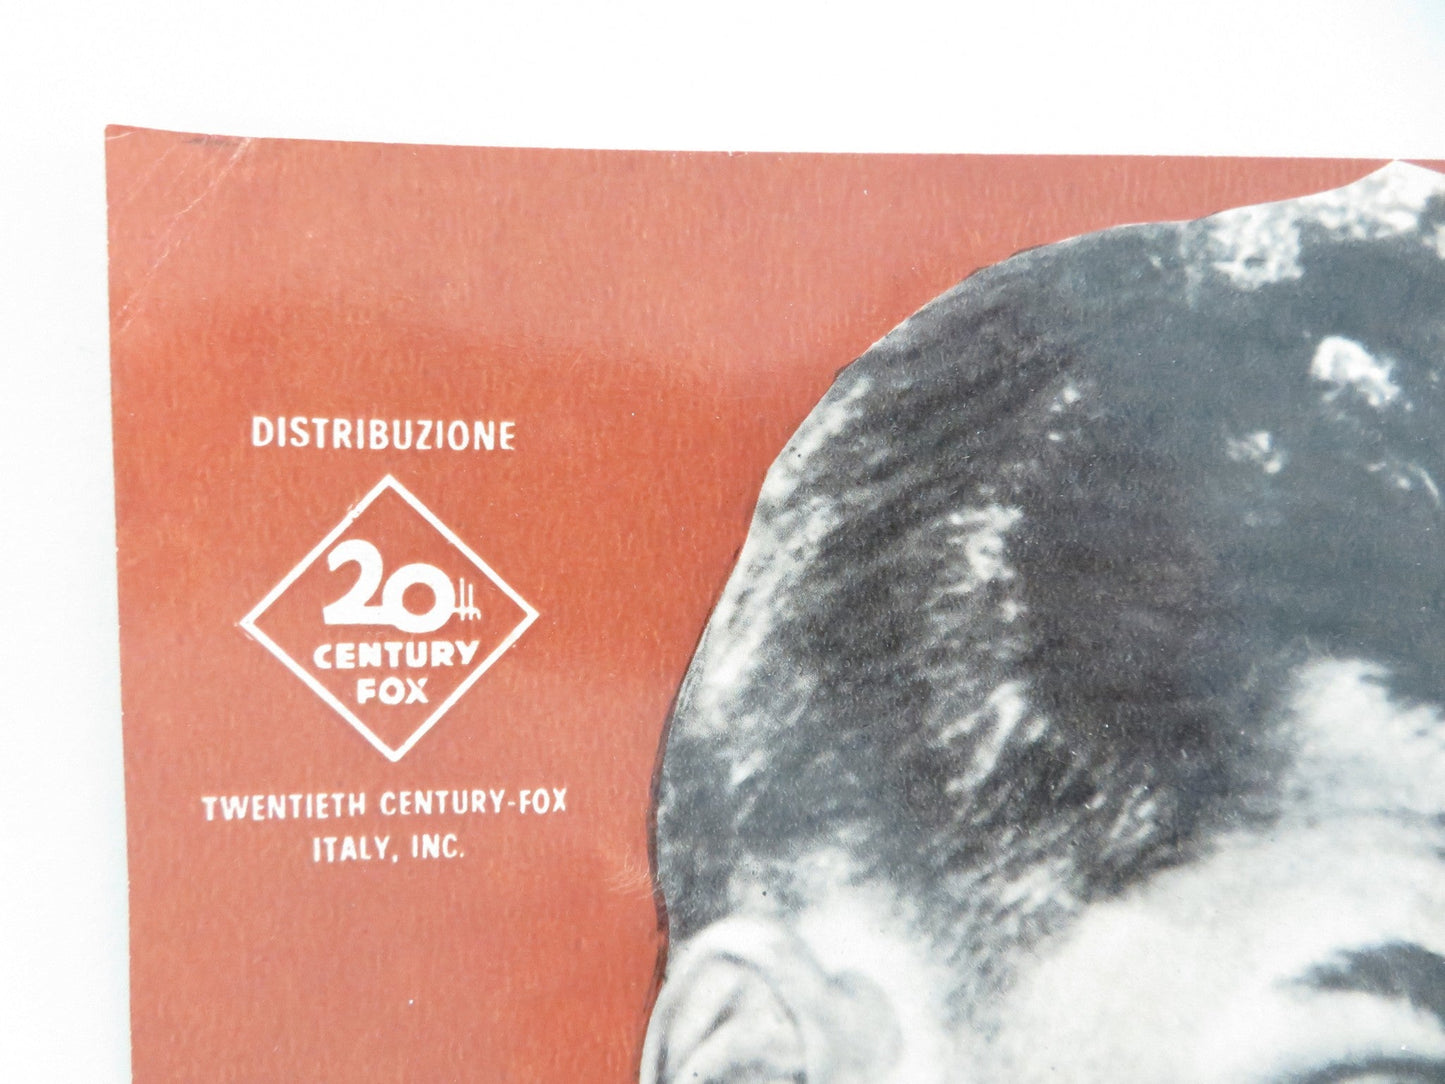 DISTRIBUZIONE
20th
CENTURY
FOX
TWENTIETH CENTURY-FOX
ITALY, INC.